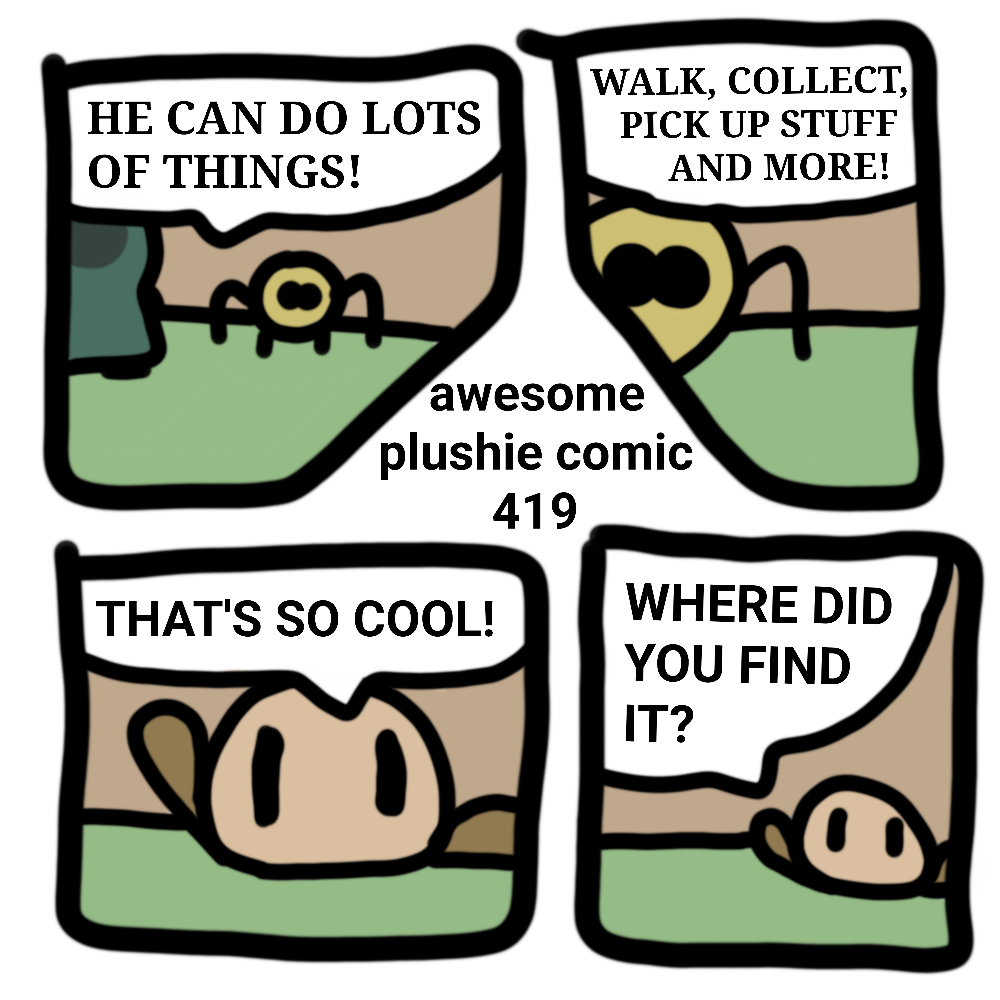 HE CAN DO LOTS
OF THINGS!
WALK, COLLECT,
PICK UP STUFF
AND MORE!
awesome
plushie comic
419
THAT'S SO COOL!
WHERE DID
YOU FIND
IT?